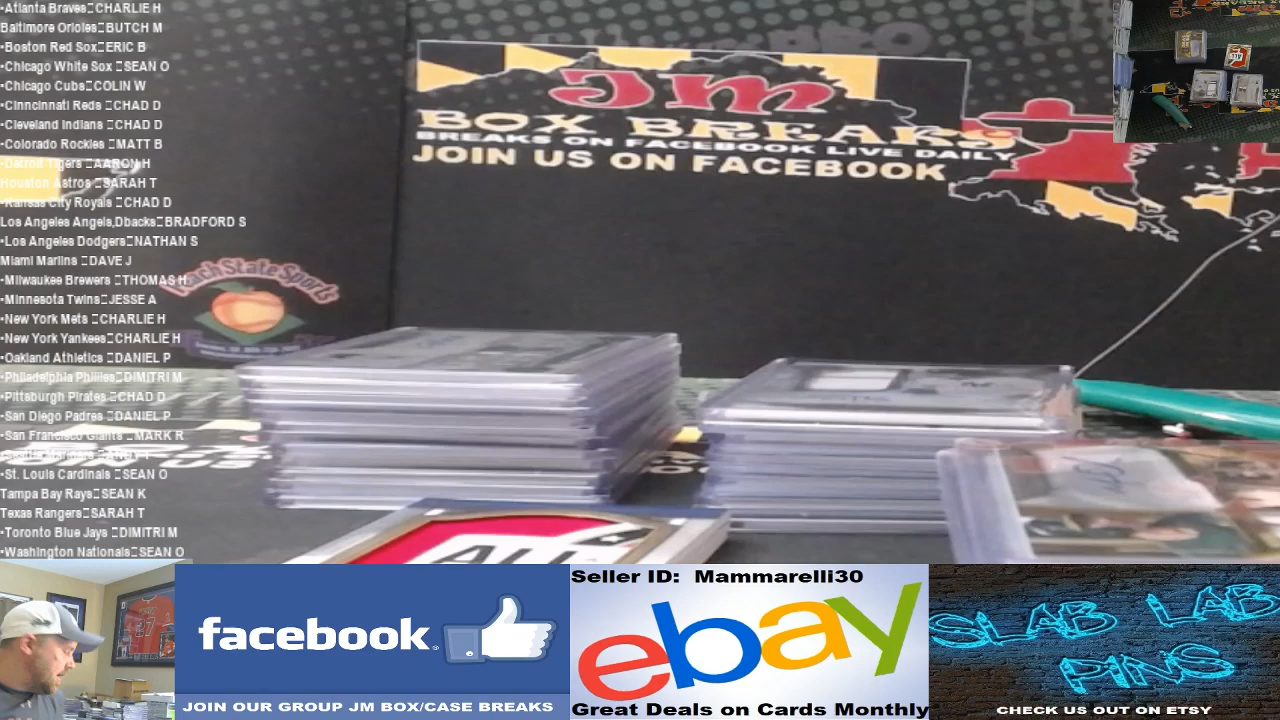 •Atlanta Braves CHARLIE H
Baltimore Orioles BUTCH M
•Boston Red Sox ERIC B
•Chicago White Sox SEAN O
•Chicago Cubs COLIN W
•Cincinnati Reds CHAD D
•Cleveland Indians CHAD D
•Colorado Rockies MATT B
•Detroit Tigers AARON H
Houston Astros SARAH T
•Kansas City Royals CHAD D
Los Angeles Angels,Dbacks BRADFORD S
•Los Angeles Dodgers NATHAN S
Miami Marlins DAVE J
•Milwaukee Brewers THOMAS H
•Minnesota Twins JESSE A
•New York Mets CHARLIE H
•New York Yankees CHARLIE H
•Oakland Athletics DANIEL P
•Philadelphia Phillies DIMITRI M
•Pittsburgh Pirates CHAD D
•San Diego Padres DANIEL P
•San Francisco Giants MARK R
•St. Louis Cardinals SEAN O
Tampa Bay Rays SEAN K
Texas Rangers SARAH T
•Toronto Blue Jays DIMITRI M
•Washington Nationals SEAN O
JM
BOX BREAKS
BREAKS ON FACEBOOK LIVE DAILY
JOIN US ON FACEBOOK
Peach State Sports
27
facebook
JOIN OUR GROUP JM BOX/CASE BREAKS
Seller ID: Mammarelli30
ebay
Great Deals on Cards Monthly
SLAB LAB
PINS
CHECK US OUT ON ETSY